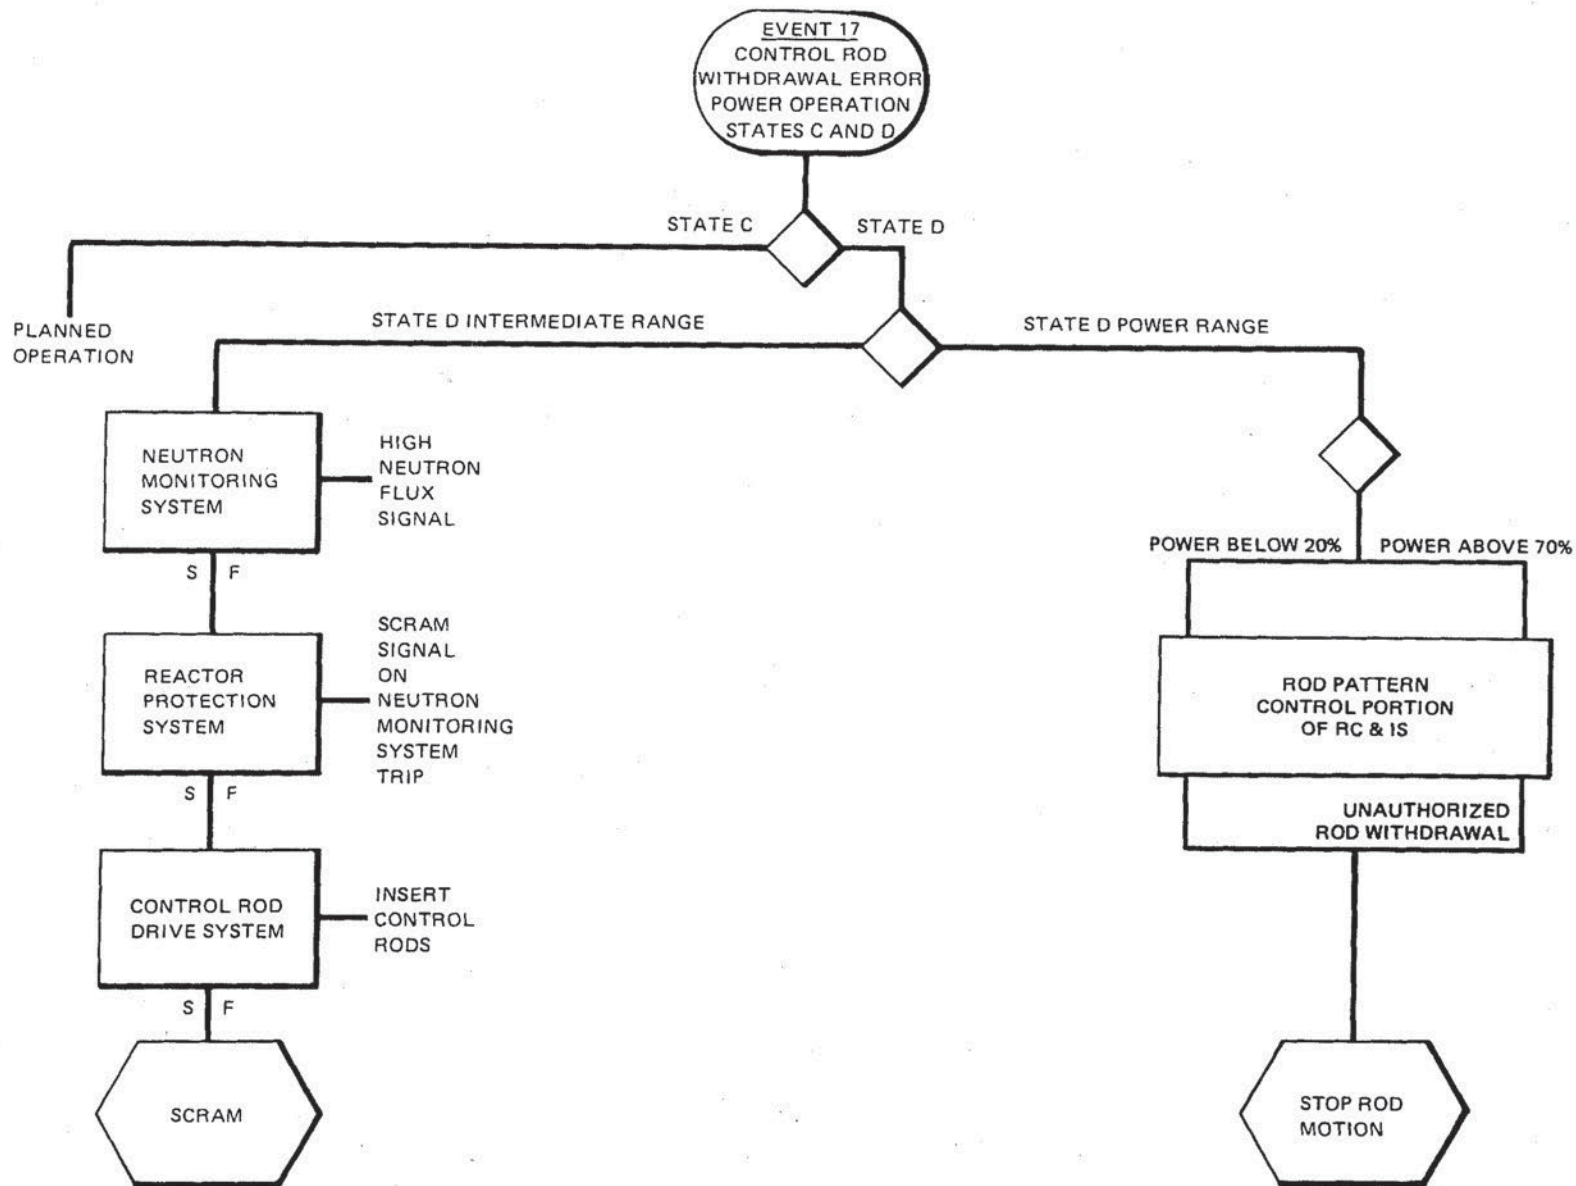 EVENT 17
CONTROL ROD
WITHDRAWAL ERROR
POWER OPERATION
STATES C AND D
STATE C
STATE D
PLANNED
OPERATION
STATE D INTERMEDIATE RANGE
STATE D POWER RANGE
NEUTRON
MONITORING
SYSTEM
HIGH
NEUTRON
FLUX
SIGNAL
S F
REACTOR
PROTECTION
SYSTEM
SCRAM
SIGNAL
ON
NEUTRON
MONITORING
SYSTEM
TRIP
S F
CONTROL ROD
DRIVE SYSTEM
INSERT
CONTROL
RODS
S F
SCRAM
POWER BELOW 20%
POWER ABOVE 70%
ROD PATTERN
CONTROL PORTION
OF RC & IS
UNAUTHORIZED
ROD WITHDRAWAL
STOP ROD
MOTION